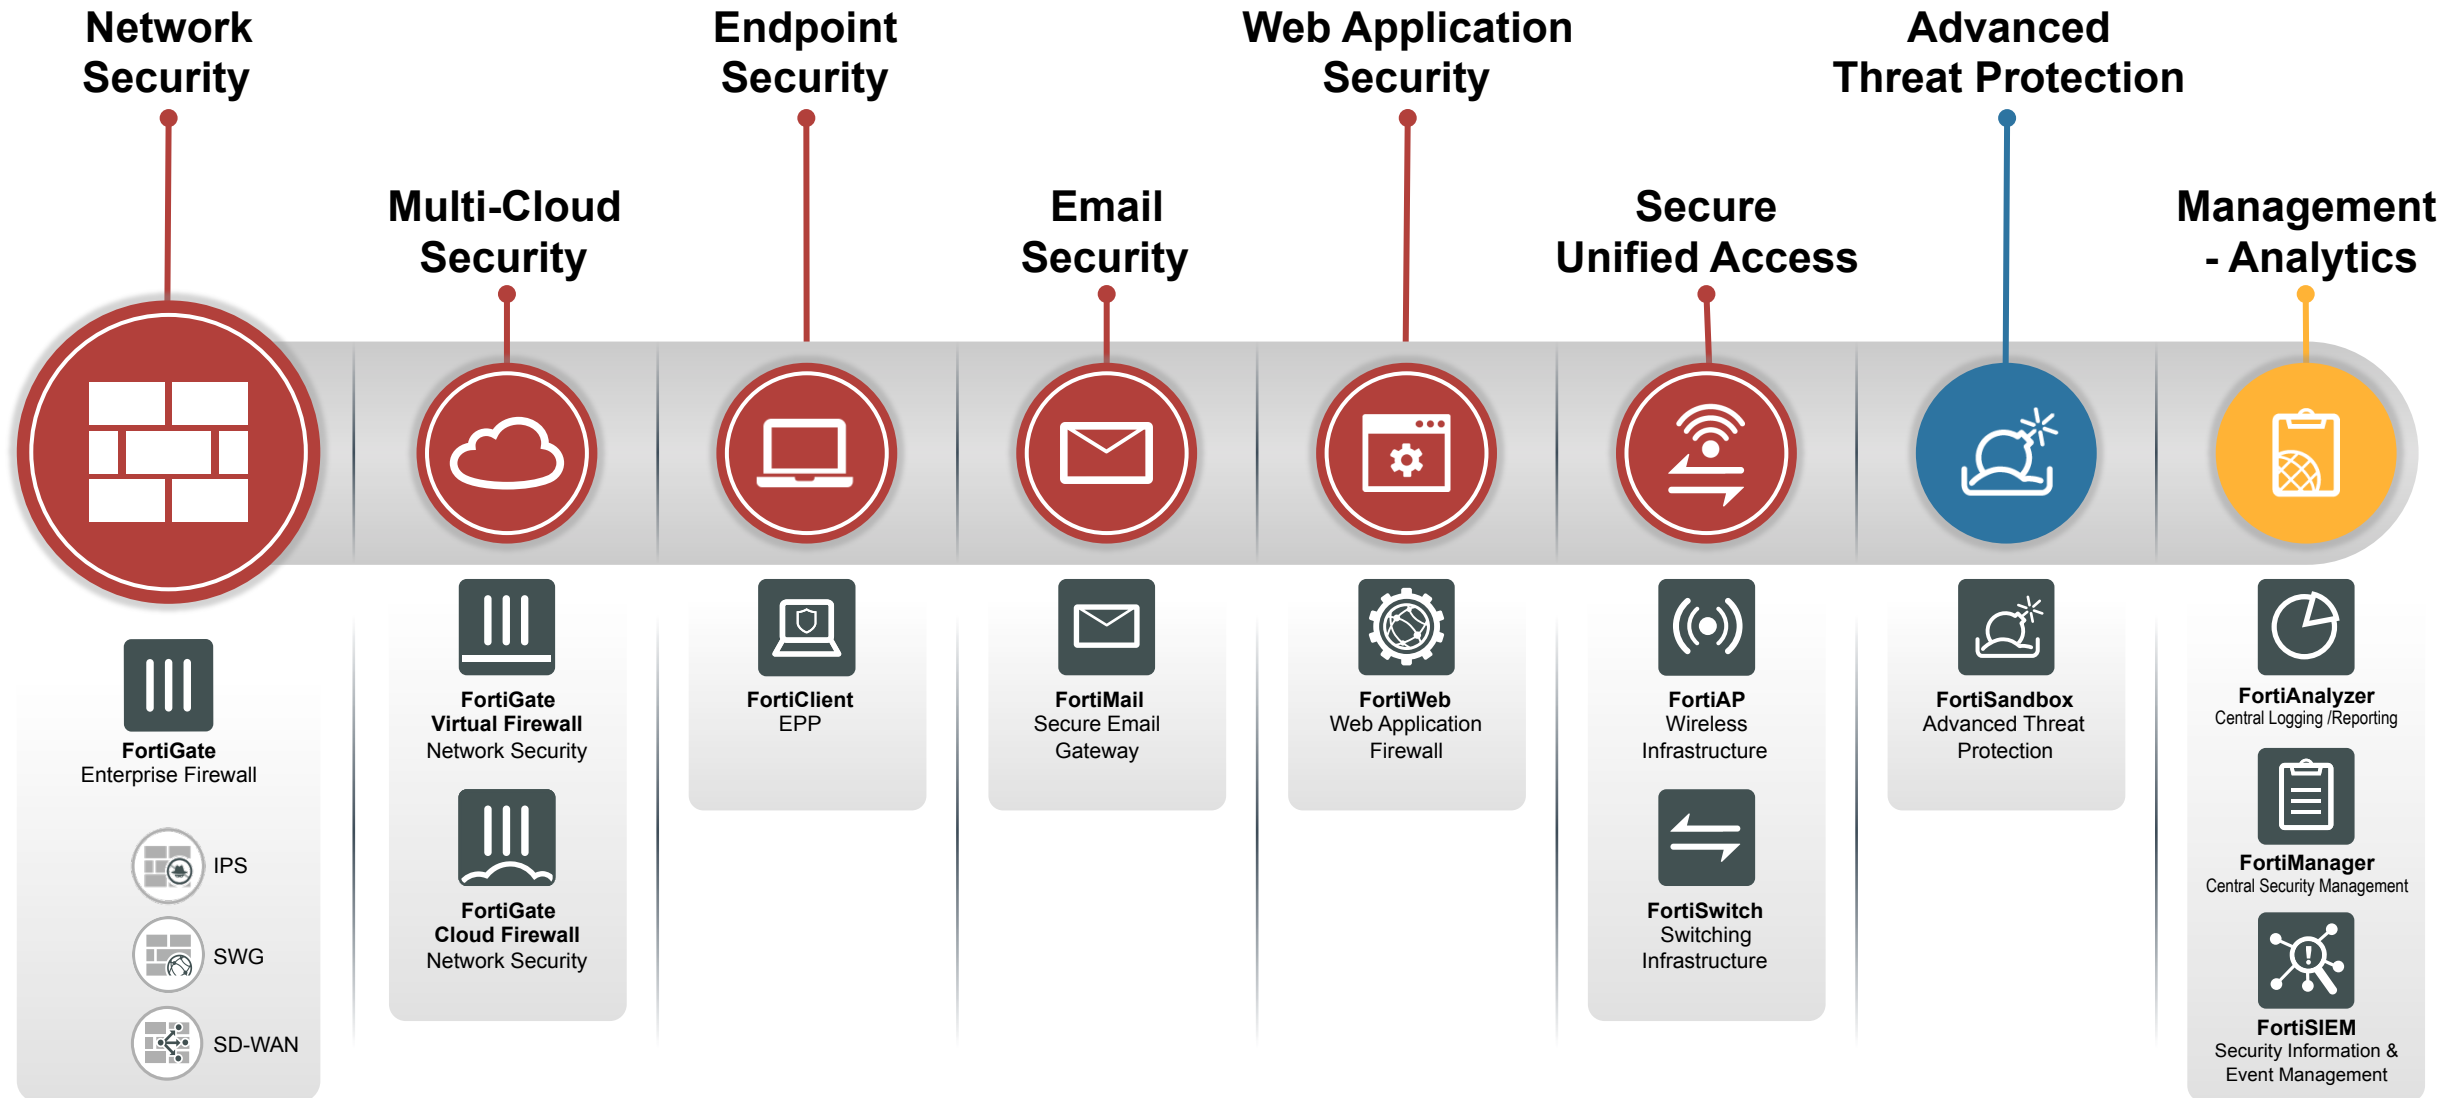 Network
Security
Endpoint
Security
Web Application
Security
Advanced
Threat Protection
Multi-Cloud
Security
Email
Security
Secure
Unified Access
Management
- Analytics
FortiGate
Enterprise Firewall
IPS
SWG
SD-WAN
FortiGate
Virtual Firewall
Network Security
FortiGate
Cloud Firewall
Network Security
FortiClient
EPP
FortiMail
Secure Email
Gateway
FortiWeb
Web Application
Firewall
FortiAP
Wireless
Infrastructure
FortiSwitch
Switching
Infrastructure
FortiSandbox
Advanced Threat
Protection
FortiAnalyzer
Central Logging /Reporting
FortiManager
Central Security Management
FortiSIEM
Security Information &
Event Management